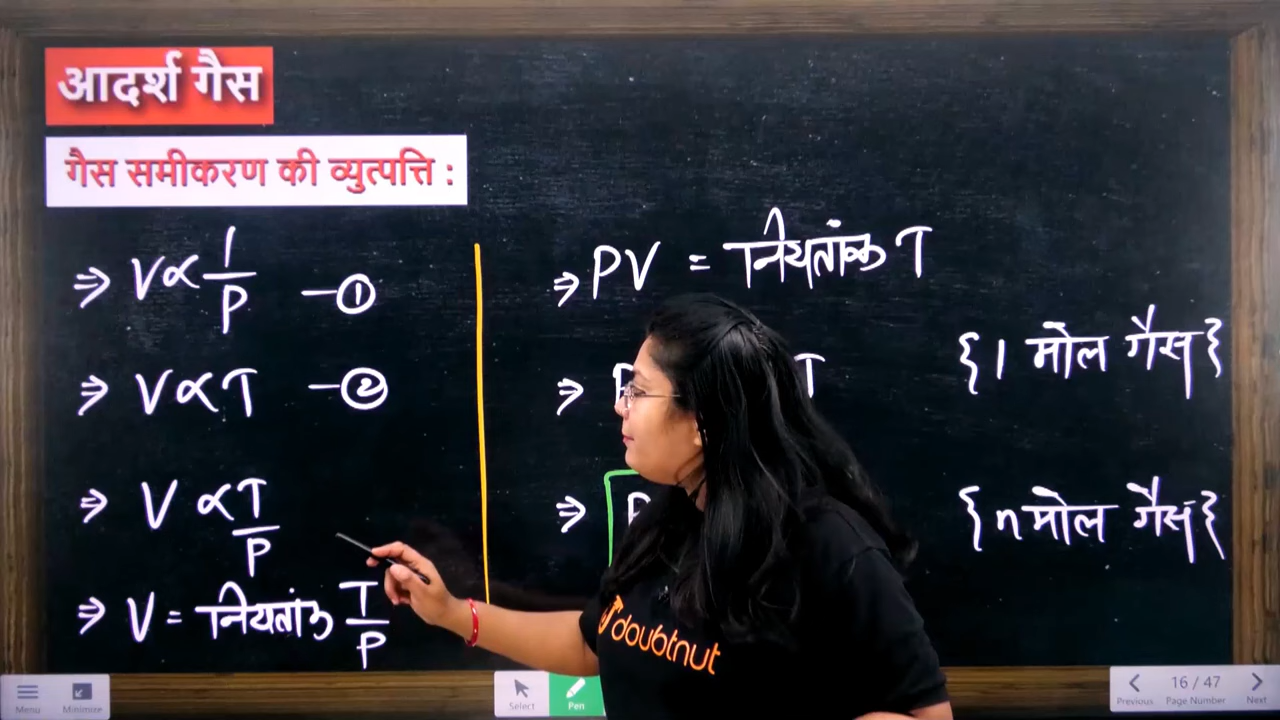 आदर्श गैस
गैस समीकरण की व्युत्पत्ति :
⇒ V ∝ 1/P —①
⇒ V ∝ T —②
⇒ V ∝ T/P
⇒ V = नियतांक T/P
⇒ PV = नियतांक T
⇒ P T {1 मोल गैस}
⇒ {n मोल गैस}
doubtnut
Menu
Minimize
Select
Pen
Previous
16 / 47
Page Number
Next